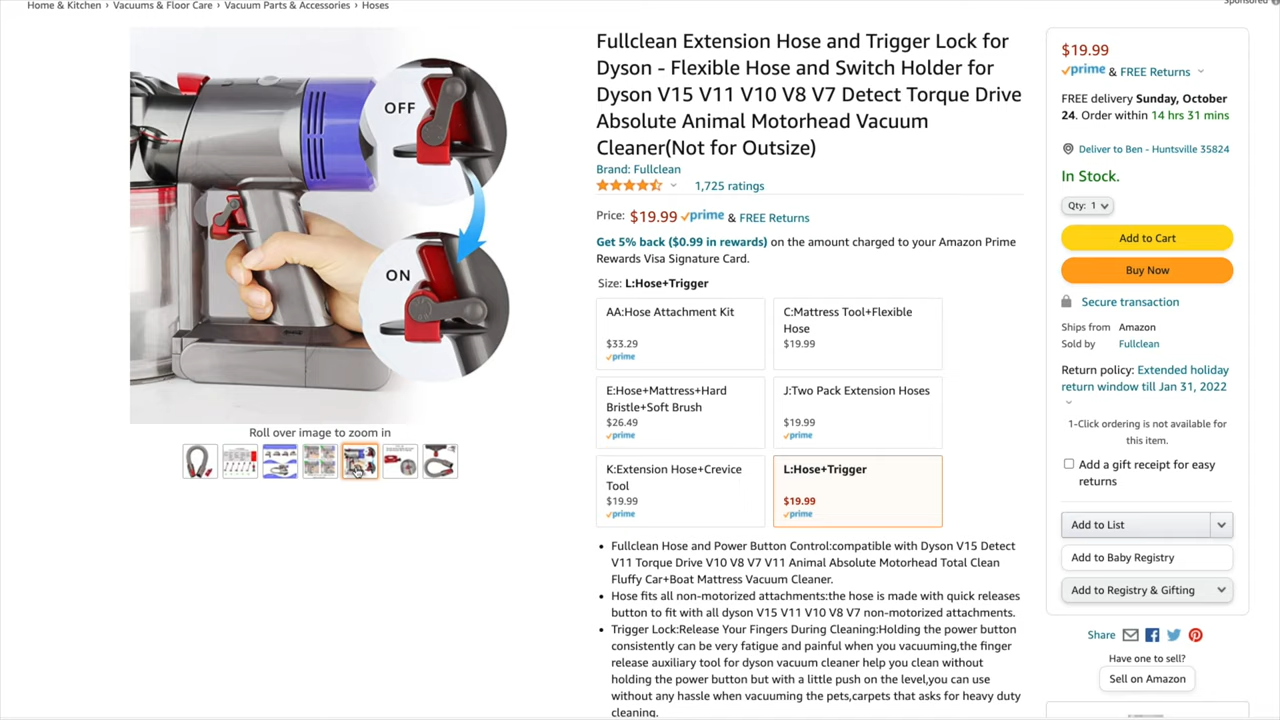 Home & Kitchen › Vacuums & Floor Care › Vacuum Parts & Accessories › Hoses
Sponsored
OFF
ON
Roll over image to zoom in
Fullclean Extension Hose and Trigger Lock for
Dyson - Flexible Hose and Switch Holder for
Dyson V15 V11 V10 V8 V7 Detect Torque Drive
Absolute Animal Motorhead Vacuum
Cleaner(Not for Outsize)
Brand: Fullclean
1,725 ratings
Price: $19.99 prime & FREE Returns
Get 5% back ($0.99 in rewards) on the amount charged to your Amazon Prime
Rewards Visa Signature Card.
Size: L:Hose+Trigger
AA:Hose Attachment Kit
$33.29
prime
C:Mattress Tool+Flexible
Hose
$19.99
E:Hose+Mattress+Hard
Bristle+Soft Brush
$26.49
prime
J:Two Pack Extension Hoses
$19.99
prime
K:Extension Hose+Crevice
Tool
$19.99
prime
L:Hose+Trigger
$19.99
prime
• Fullclean Hose and Power Button Control:compatible with Dyson V15 Detect
V11 Torque Drive V10 V8 V7 V11 Animal Absolute Motorhead Total Clean
Fluffy Car+Boat Mattress Vacuum Cleaner.
• Hose fits all non-motorized attachments:the hose is made with quick releases
button to fit with all dyson V15 V11 V10 V8 V7 non-motorized attachments.
• Trigger Lock:Release Your Fingers During Cleaning:Holding the power button
consistently can be very fatigue and painful when you vacuuming,the finger
release auxiliary tool for dyson vacuum cleaner help you clean without
holding the power button but with a little push on the level,you can use
without any hassle when vacuuming the pets,carpets that asks for heavy duty
cleaning.
$19.99
prime & FREE Returns
FREE delivery Sunday, October
24. Order within 14 hrs 31 mins
Deliver to Ben - Huntsville 35824
In Stock.
Qty: 1
Add to Cart
Buy Now
Secure transaction
Ships from Amazon
Sold by Fullclean
Return policy: Extended holiday
return window till Jan 31, 2022
1-Click ordering is not available for
this item.
Add a gift receipt for easy
returns
Add to List
Add to Baby Registry
Add to Registry & Gifting
Share
Have one to sell?
Sell on Amazon